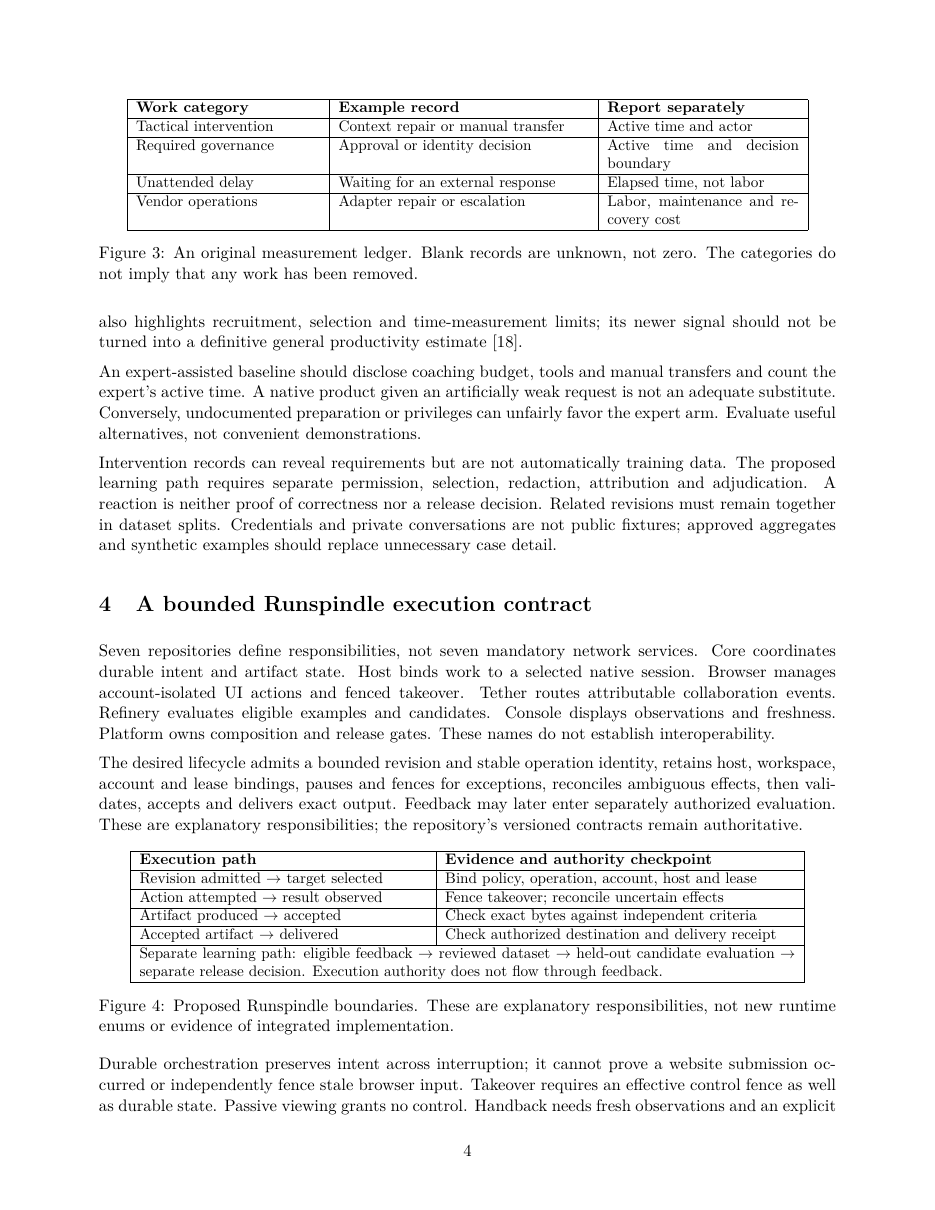 Work category Example record Report separately
Tactical intervention Context repair or manual transfer Active time and actor
Required governance Approval or identity decision Active time and decision
boundary
Unattended delay Waiting for an external response Elapsed time, not labor
Vendor operations Adapter repair or escalation Labor, maintenance and re-
covery cost
Figure 3: An original measurement ledger. Blank records are unknown, not zero. The categories do
not imply that any work has been removed.
also highlights recruitment, selection and time-measurement limits; its newer signal should not be
turned into a definitive general productivity estimate [18].
An expert-assisted baseline should disclose coaching budget, tools and manual transfers and count the
expert's active time. A native product given an artificially weak request is not an adequate substitute.
Conversely, undocumented preparation or privileges can unfairly favor the expert arm. Evaluate useful
alternatives, not convenient demonstrations.
Intervention records can reveal requirements but are not automatically training data. The proposed
learning path requires separate permission, selection, redaction, attribution and adjudication. A
reaction is neither proof of correctness nor a release decision. Related revisions must remain together
in dataset splits. Credentials and private conversations are not public fixtures; approved aggregates
and synthetic examples should replace unnecessary case detail.
4 A bounded Runspindle execution contract
Seven repositories define responsibilities, not seven mandatory network services. Core coordinates
durable intent and artifact state. Host binds work to a selected native session. Browser manages
account-isolated UI actions and fenced takeover. Tether routes attributable collaboration events.
Refinery evaluates eligible examples and candidates. Console displays observations and freshness.
Platform owns composition and release gates. These names do not establish interoperability.
The desired lifecycle admits a bounded revision and stable operation identity, retains host, workspace,
account and lease bindings, pauses and fences for exceptions, reconciles ambiguous effects, then vali-
dates, accepts and delivers exact output. Feedback may later enter separately authorized evaluation.
These are explanatory responsibilities; the repository's versioned contracts remain authoritative.
Execution path Evidence and authority checkpoint
Revision admitted → target selected Bind policy, operation, account, host and lease
Action attempted → result observed Fence takeover; reconcile uncertain effects
Artifact produced → accepted Check exact bytes against independent criteria
Accepted artifact → delivered Check authorized destination and delivery receipt
Separate learning path: eligible feedback → reviewed dataset → held-out candidate evaluation →
separate release decision. Execution authority does not flow through feedback.
Figure 4: Proposed Runspindle boundaries. These are explanatory responsibilities, not new runtime
enums or evidence of integrated implementation.
Durable orchestration preserves intent across interruption; it cannot prove a website submission oc-
curred or independently fence stale browser input. Takeover requires an effective control fence as well
as durable state. Passive viewing grants no control. Handback needs fresh observations and an explicit
4